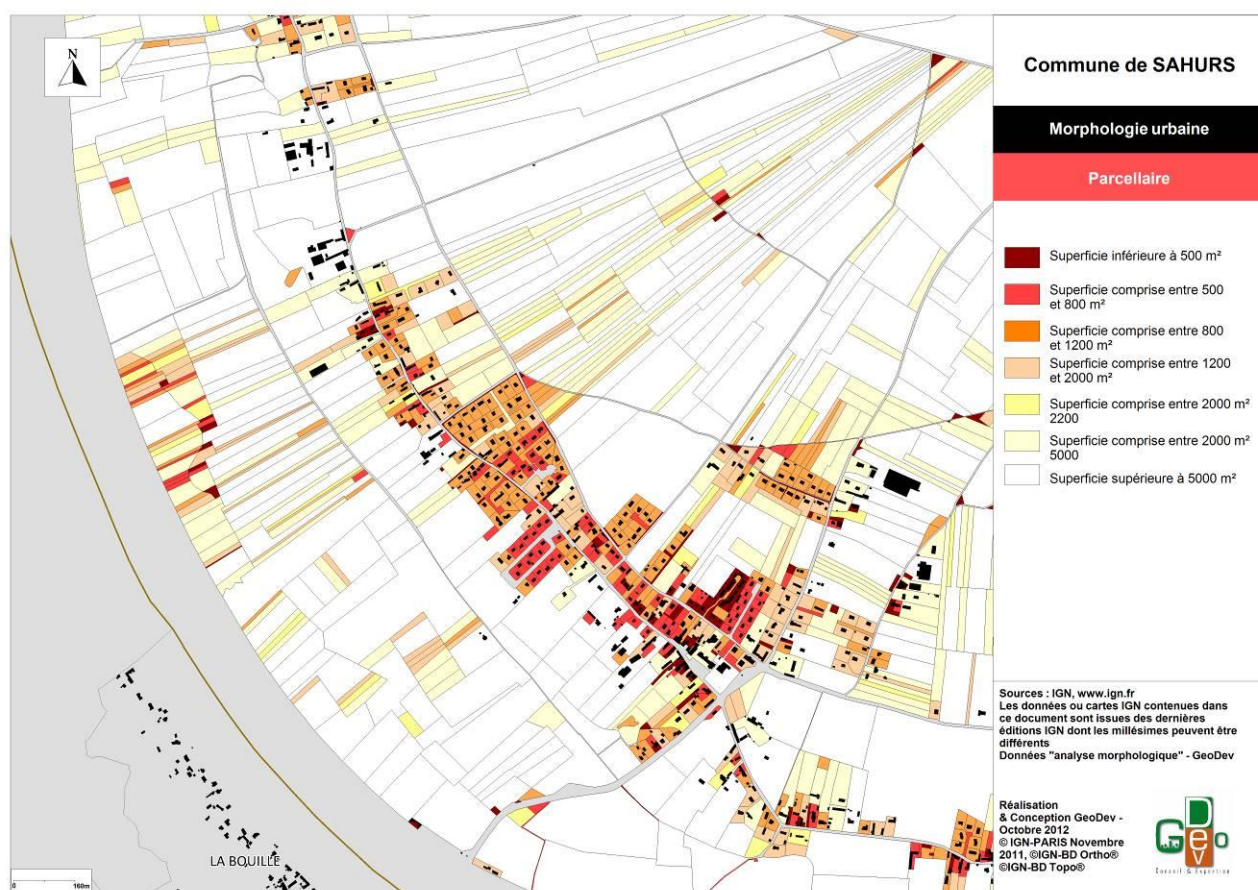 N
Commune de SAHURS
Morphologie urbaine
Parcellaire
Superficie inférieure à 500 m²
Superficie comprise entre 500
et 800 m²
Superficie comprise entre 800
et 1200 m²
Superficie comprise entre 1200
et 2000 m²
Superficie comprise entre 2000 m²
2200
Superficie comprise entre 2000 m²
5000
Superficie supérieure à 5000 m²
Sources : IGN, www.ign.fr
Les données ou cartes IGN contenues dans
ce document sont issues des dernières
éditions IGN dont les millésimes peuvent être
différents
Données "analyse morphologique" - GeoDev
Réalisation
& Conception GeoDev -
Octobre 2012
© IGN-PARIS Novembre
2011, ©IGN-BD Ortho®
©IGN-BD Topo®
GeoDev
Conseil & Expertise
LA BOUILLE
0 160m